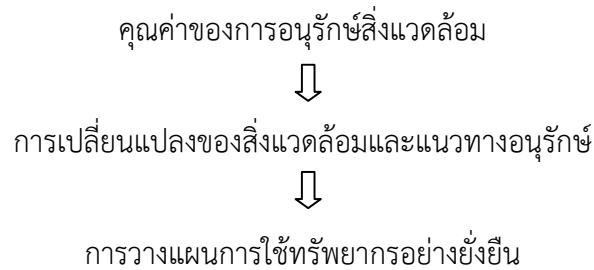 คุณค่าของการอนุรักษ์สิ่งแวดล้อม
การเปลี่ยนแปลงของสิ่งแวดล้อมและแนวทางอนุรักษ์
การวางแผนการใช้ทรัพยากรอย่างยั่งยืน